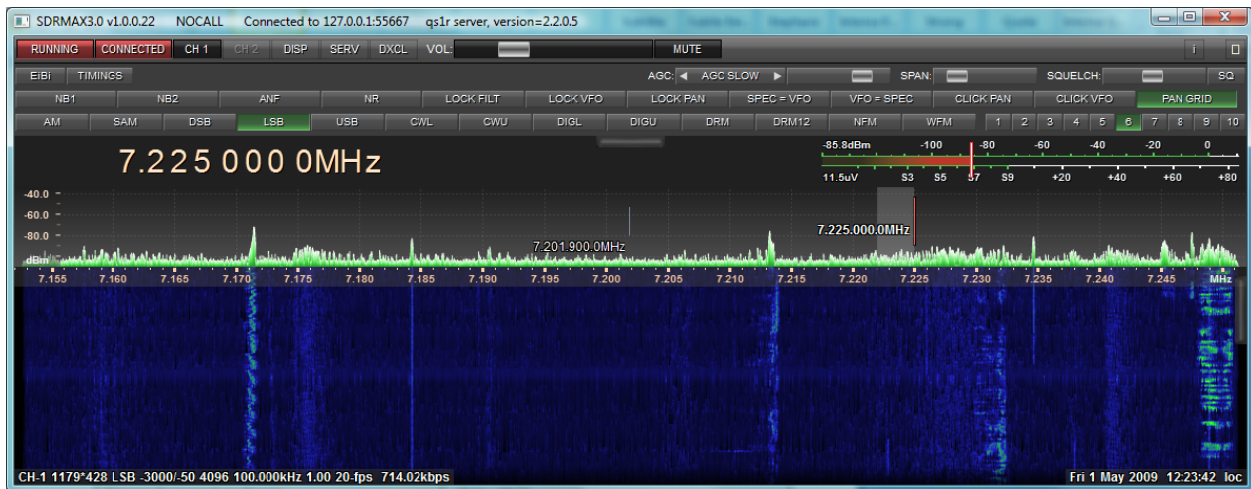 SDRMAX3.0 v1.0.0.22 NOCALL Connected to 127.0.0.1:55667 qs1r server, version=2.2.0.5
RUNNING CONNECTED CH 1 CH 2 DISP SERV DXCL VOL: MUTE i
EiBi TIMINGS AGC: AGC SLOW SPAN: SQUELCH: SQ
NB1 NB2 ANF NR LOCK FILT LOCK VFO LOCK PAN SPEC = VFO VFO = SPEC CLICK PAN CLICK VFO PAN GRID
AM SAM DSB LSB USB CWL CWU DIGL DIGU DRM DRM12 NFM WFM 1 2 3 4 5 6 7 8 9 10
7.225 000 0MHz
-85.8dBm -100 -80 -60 -40 -20 0
11.5uV S3 S5 S7 S9 +20 +40 +60 +80
-40.0
-60.0
-80.0
7.225.000.0MHz
7.201.900.0MHz
dBm
7.155 7.160 7.165 7.170 7.175 7.180 7.185 7.190 7.195 7.200 7.205 7.210 7.215 7.220 7.225 7.230 7.235 7.240 7.245 MHz
CH-1 1179*428 LSB -3000/-50 4096 100.000kHz 1.00 20-fps 714.02kbps Fri 1 May 2009 12:23:42 loc